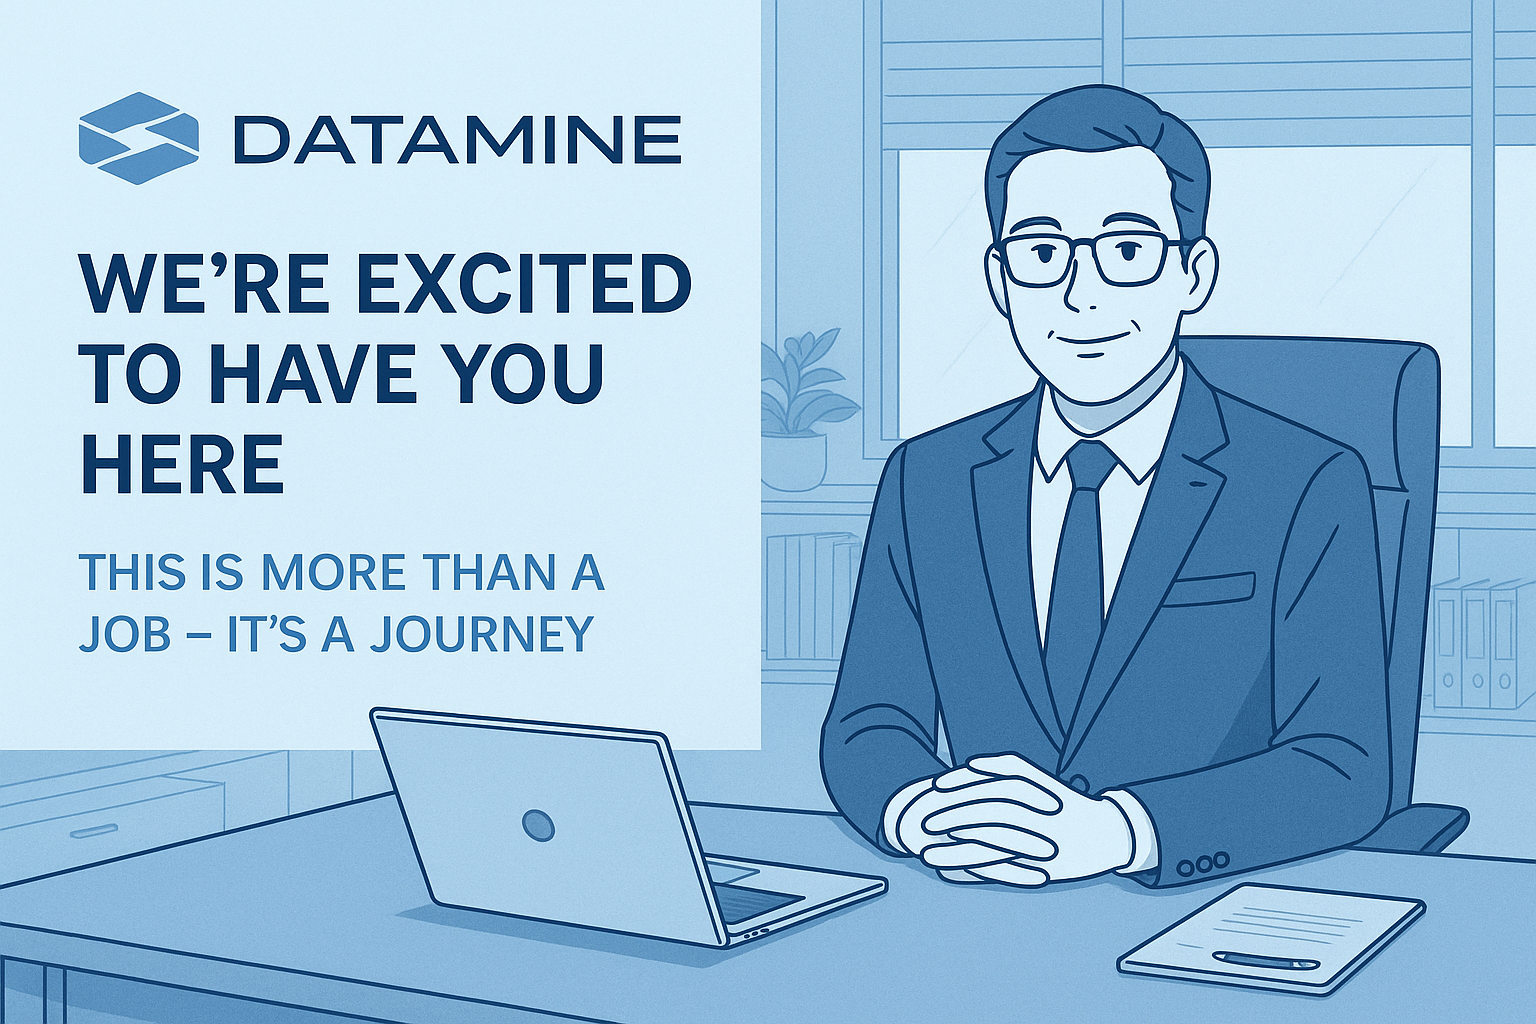 DATAMINE
WE’RE EXCITED
TO HAVE YOU
HERE
THIS IS MORE THAN A
JOB – IT’S A JOURNEY